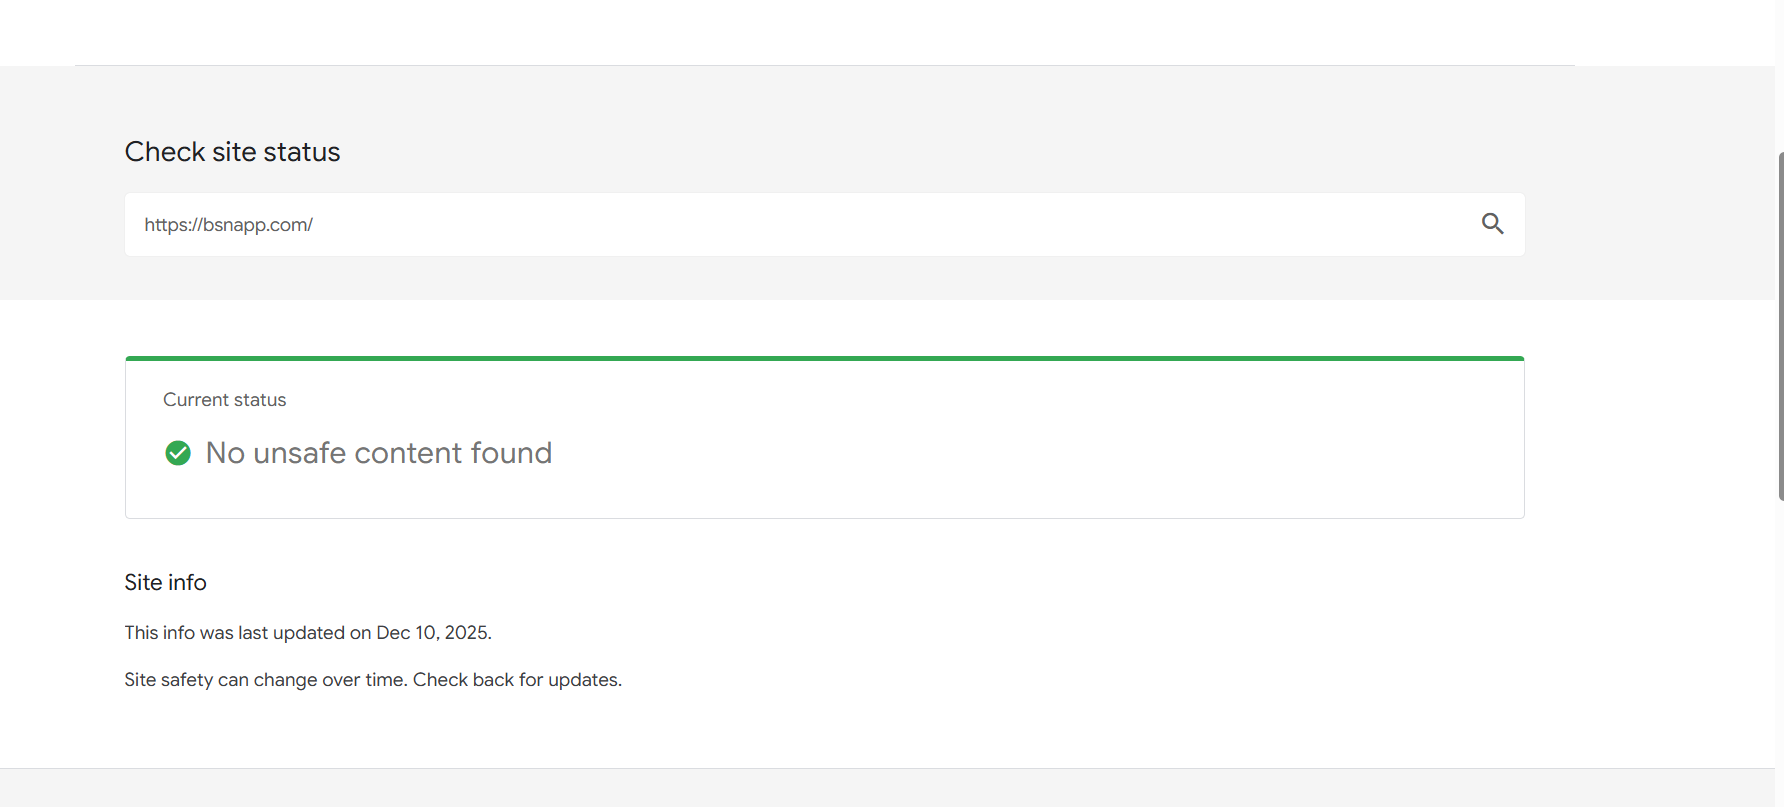 Check site status
https://bsnapp.com/
Current status
No unsafe content found
Site info
This info was last updated on Dec 10, 2025.
Site safety can change over time. Check back for updates.